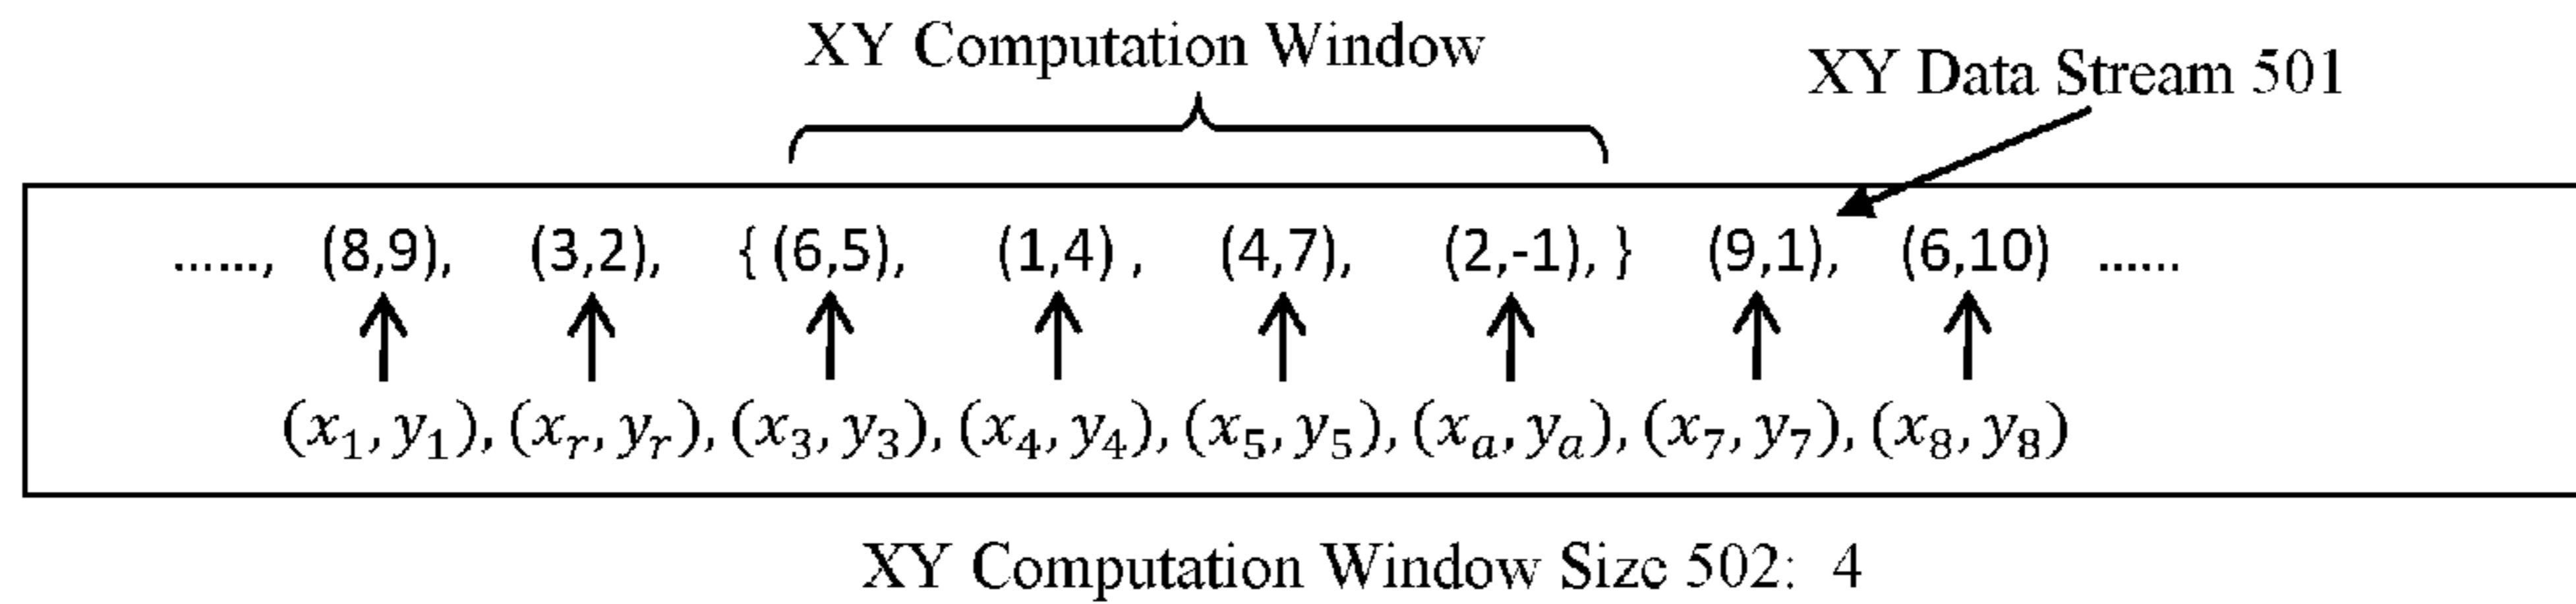 XY Computation Window
XY Data Stream 501
......, (8,9), (3,2), { (6,5), (1,4) , (4,7), (2,-1), } (9,1), (6,10) ......
(x₁, y₁), (xᵣ, yᵣ), (x₃, y₃), (x₄, y₄), (x₅, y₅), (xₐ, yₐ), (x₇, y₇), (x₈, y₈)
XY Computation Window Size 502: 4